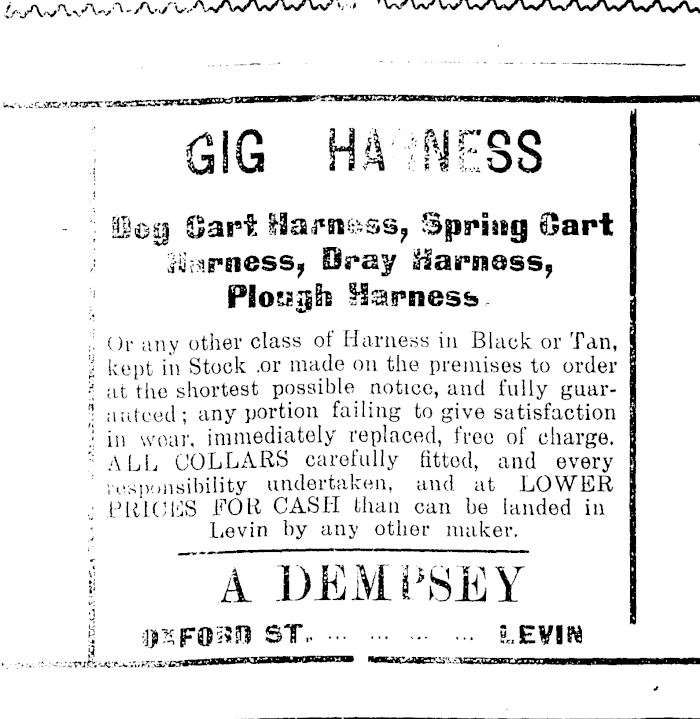 GIG HARNESS
Dog Cart Harness, Spring Cart
Harness, Dray Harness,
Plough Harness.
Or any other class of Harness in Black or Tan,
kept in Stock .or made on the premises to order
at the shortest possible notice, and fully guar-
anteed; any portion failing to give satisfaction
in wear, immediately replaced, free of charge.
ALL COLLARS carefully fitted, and every
responsibility undertaken, and at LOWER
PRICES FOR CASH than can be landed in
Levin by any other maker.
A DEMPSEY
OXFORD ST. ... ... ... ... LEVIN